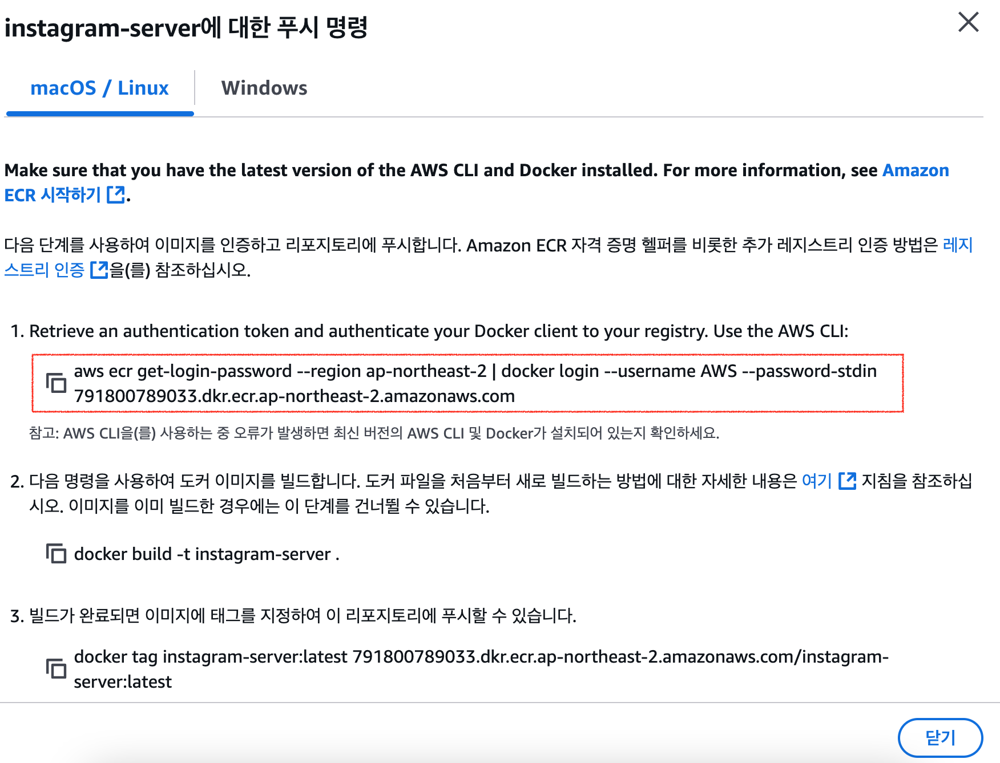 instagram-server에 대한 푸시 명령
macOS / Linux
Windows
Make sure that you have the latest version of the AWS CLI and Docker installed. For more information, see Amazon
ECR 시작하기.
다음 단계를 사용하여 이미지를 인증하고 리포지토리에 푸시합니다. Amazon ECR 자격 증명 헬퍼를 비롯한 추가 레지스트리 인증 방법은 레지
스트리 인증 을(를) 참조하십시오.
1. Retrieve an authentication token and authenticate your Docker client to your registry. Use the AWS CLI:
aws ecr get-login-password --region ap-northeast-2 | docker login --username AWS --password-stdin
791800789033.dkr.ecr.ap-northeast-2.amazonaws.com
참고: AWS CLI을(를) 사용하는 중 오류가 발생하면 최신 버전의 AWS CLI 및 Docker가 설치되어 있는지 확인하세요.
2. 다음 명령을 사용하여 도커 이미지를 빌드합니다. 도커 파일을 처음부터 새로 빌드하는 방법에 대한 자세한 내용은 여기 지침을 참조하십
시오. 이미지를 이미 빌드한 경우에는 이 단계를 건너뛸 수 있습니다.
docker build -t instagram-server .
3. 빌드가 완료되면 이미지에 태그를 지정하여 이 리포지토리에 푸시할 수 있습니다.
docker tag instagram-server:latest 791800789033.dkr.ecr.ap-northeast-2.amazonaws.com/instagram-
server:latest
닫기